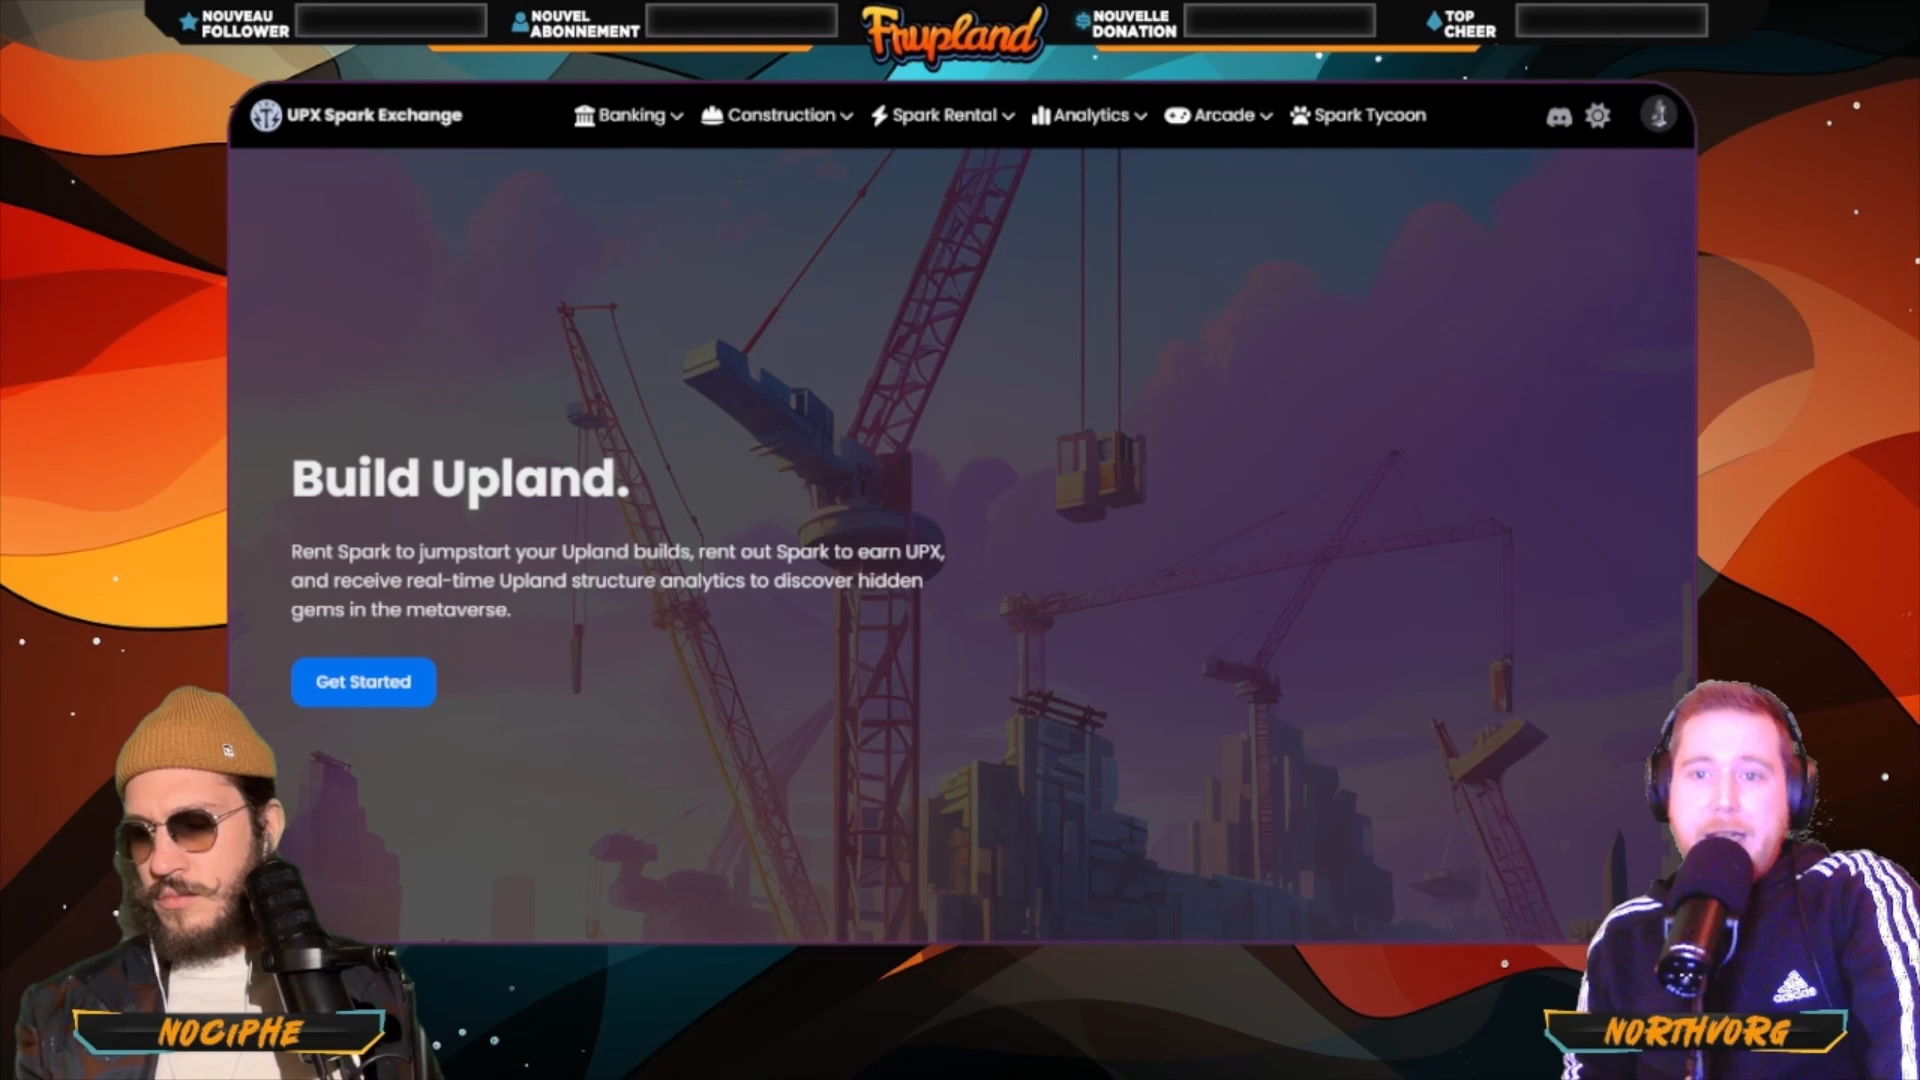 NOUVEAU
FOLLOWER
NOUVEL
ABONNEMENT
Frupland
NOUVELLE
DONATION
TOP
CHEER
UPX Spark Exchange
Banking
Construction
Spark Rental
Analytics
Arcade
Spark Tycoon
Build Upland.
Rent Spark to jumpstart your Upland builds, rent out Spark to earn UPX,
and receive real-time Upland structure analytics to discover hidden
gems in the metaverse.
Get Started
adidas
NOCIPHE
NORTHVORG